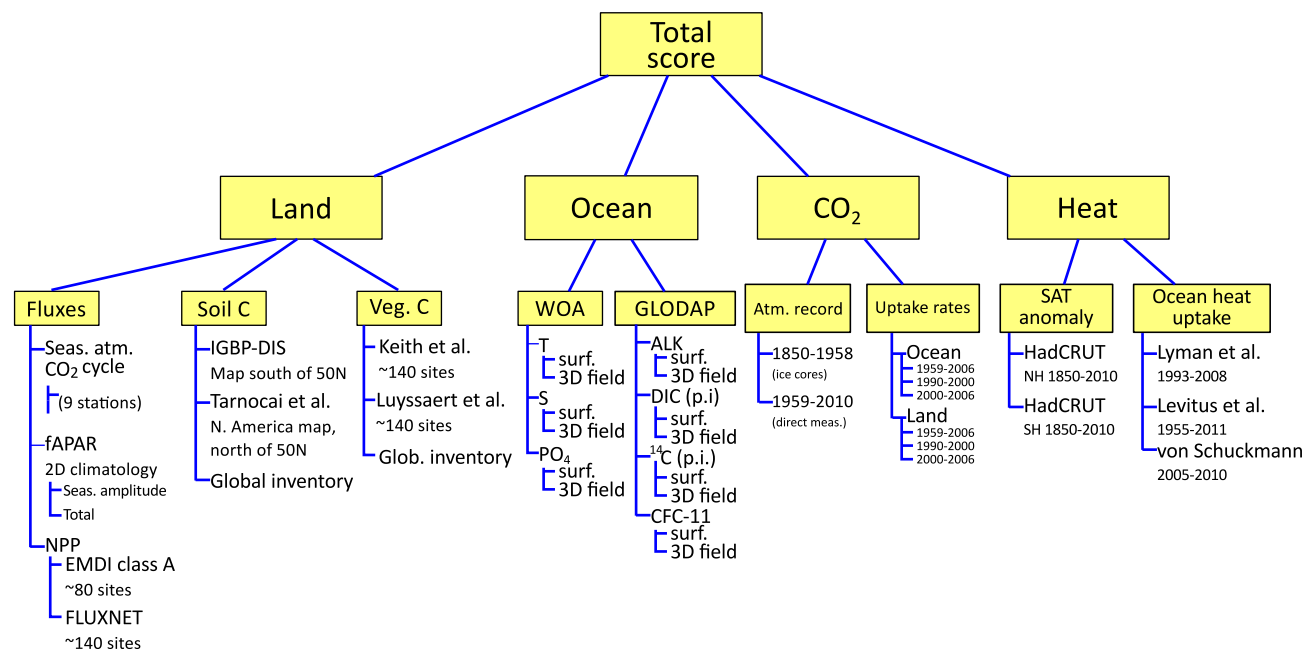 Total
score
Land
Ocean
CO₂
Heat
Fluxes
Seas. atm.
CO₂ cycle
(9 stations)
fAPAR
2D climatology
Seas. amplitude
Total
NPP
EMDI class A
~80 sites
FLUXNET
~140 sites
Soil C
IGBP-DIS
Map south of 50N
Tarnocai et al.
N. America map,
north of 50N
Global inventory
Veg. C
Keith et al.
~140 sites
Luyssaert et al.
~140 sites
Glob. inventory
WOA
T
surf.
3D field
S
surf.
3D field
PO₄
surf.
3D field
GLODAP
ALK
surf.
3D field
DIC (p.i)
surf.
3D field
¹⁴C (p.i.)
surf.
3D field
CFC-11
surf.
3D field
Atm. record
1850-1958
(ice cores)
1959-2010
(direct meas.)
Uptake rates
Ocean
1959-2006
1990-2000
2000-2006
Land
1959-2006
1990-2000
2000-2006
SAT
anomaly
HadCRUT
NH 1850-2010
HadCRUT
SH 1850-2010
Ocean heat
uptake
Lyman et al.
1993-2008
Levitus et al.
1955-2011
von Schuckmann
2005-2010